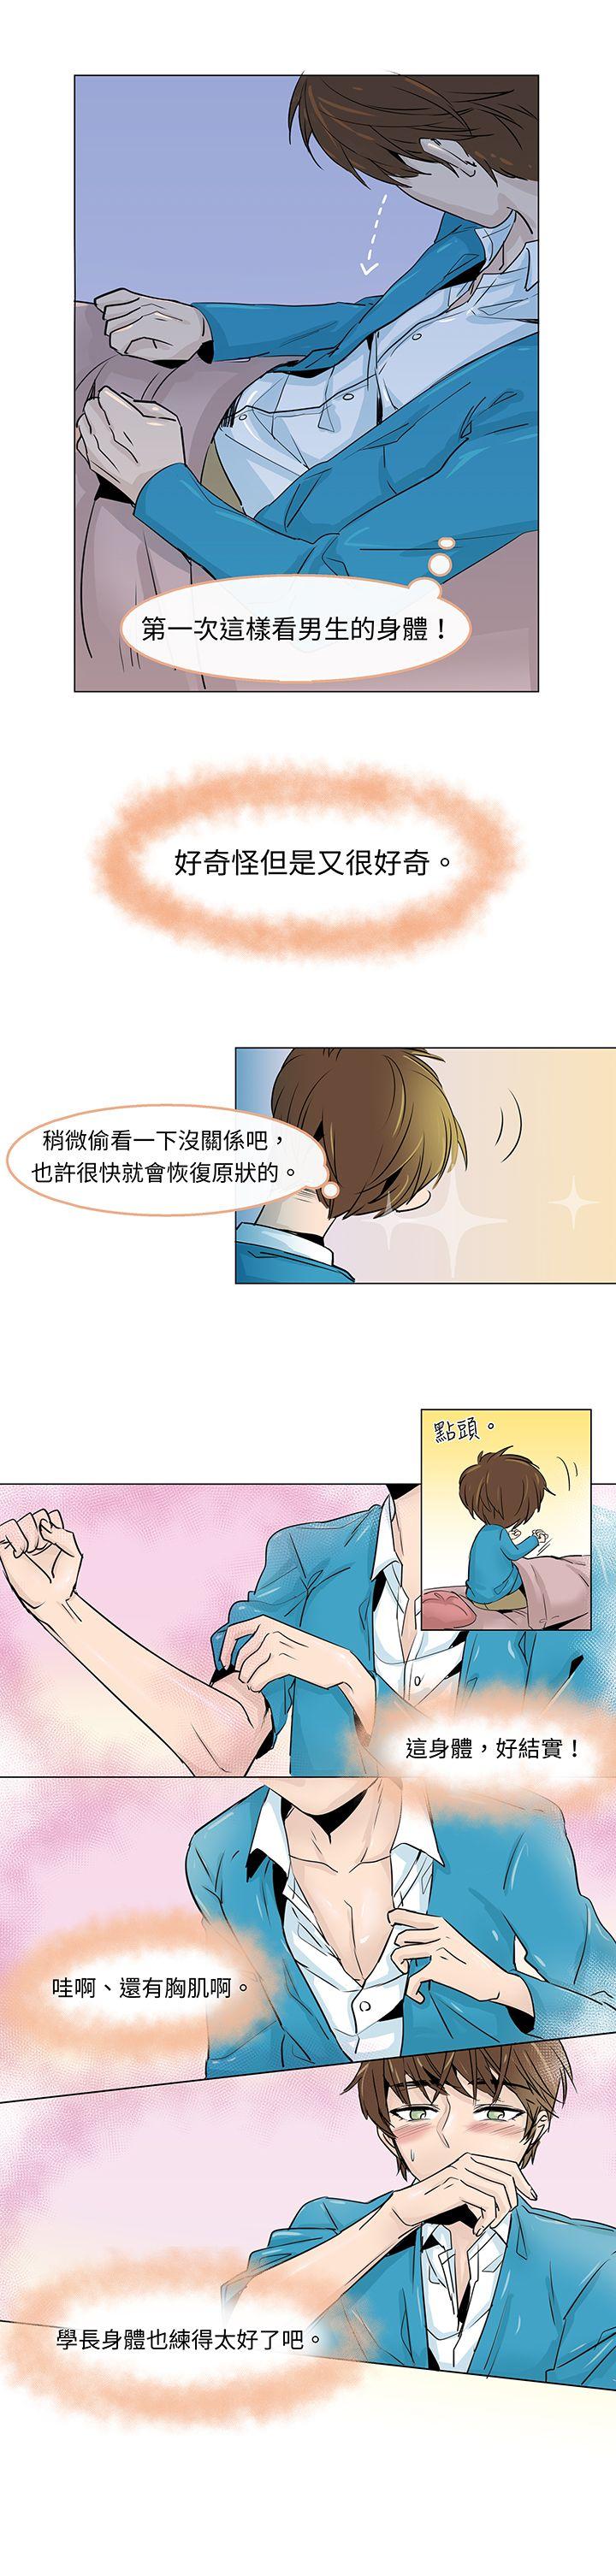 第一次這樣看男生的身體！
好奇怪但是又很好奇。
稍微偷看一下沒關係吧，
也許很快就會恢復原狀的。
點頭。
這身體，好結實！
哇啊、還有胸肌啊。
學長身體也練得太好了吧。